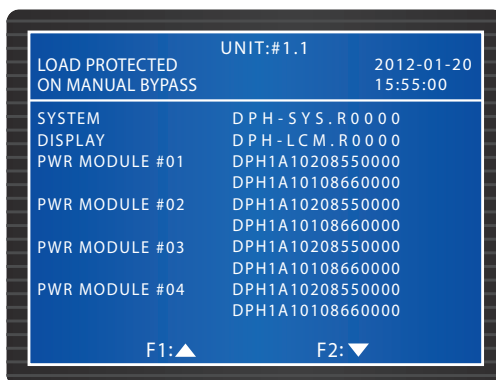 UNIT:#1.1
LOAD PROTECTED 2012-01-20
ON MANUAL BYPASS 15:55:00
SYSTEM DPH-SYS.R0000
DISPLAY DPH-LCM.R0000
PWR MODULE #01 DPH1A10208550000
DPH1A10108660000
PWR MODULE #02 DPH1A10208550000
DPH1A10108660000
PWR MODULE #03 DPH1A10208550000
DPH1A10108660000
PWR MODULE #04 DPH1A10208550000
DPH1A10108660000
F1:▲ F2:▼